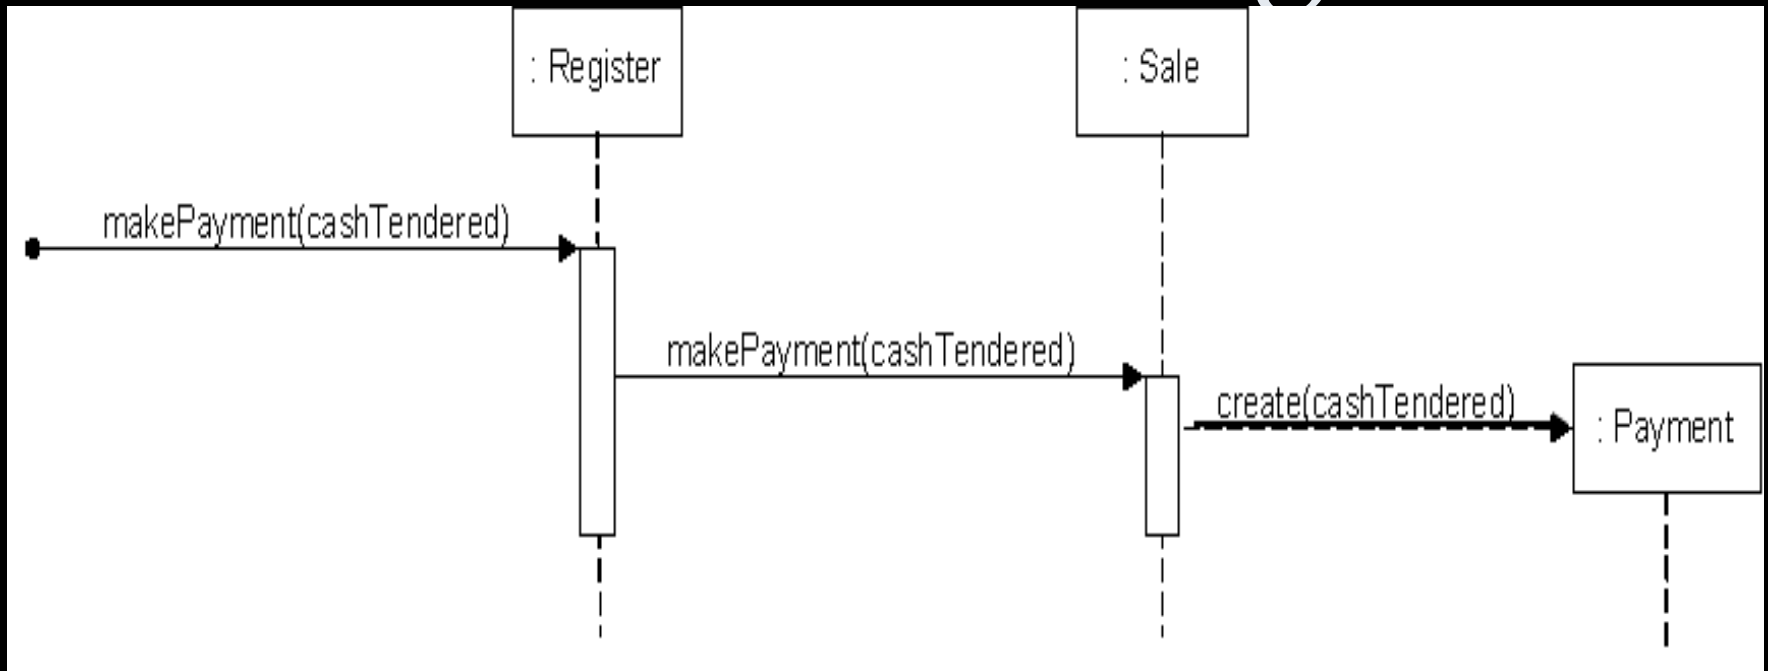 : Register
: Sale
makePayment(cashTendered)
makePayment(cashTendered)
create(cashTendered)
: Payment